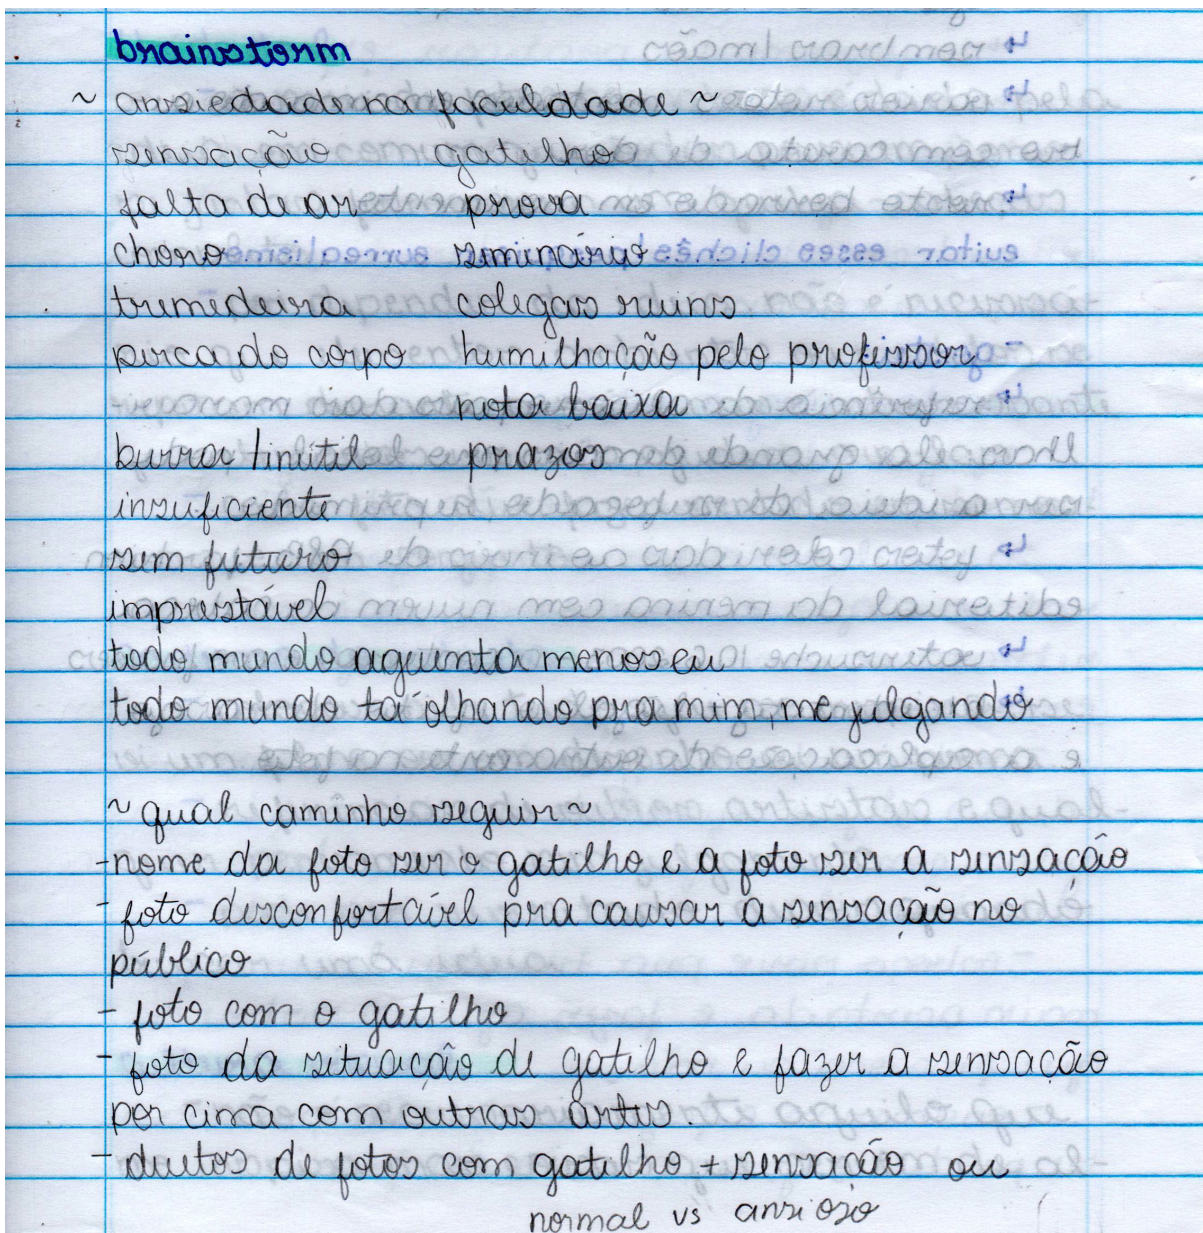 brainstorm
~ ansiedade na faculdade ~
sensação gatilho
falta de ar prova
choro seminário
tremedeira colegas ruins
perca do corpo humilhação pelo professor
nota baixa
burra/inútil prazos
insuficiente
sem futuro
imprestável
todo mundo aguenta menos eu
todo mundo tá olhando pra mim, me julgando
~ qual caminho seguir ~
- nome da foto ser o gatilho e a foto ser a sensação
- foto desconfortável pra causar a sensação no
público
- foto com o gatilho
- foto da situação de gatilho e fazer a sensação
por cima com outras artes.
- duetos de fotos com gatilho + sensação ou
normal vs ansioso